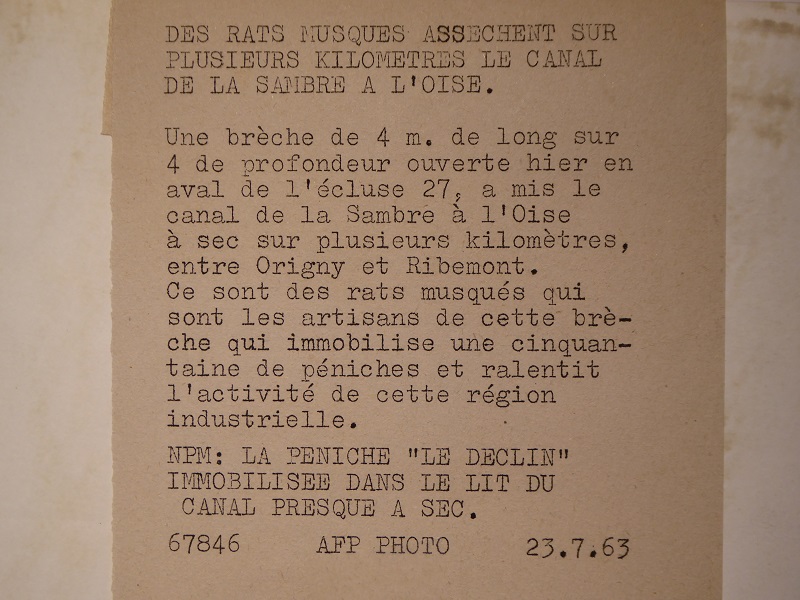 DES RATS MUSQUES ASSECHENT SUR
PLUSIEURS KILOMETRES LE CANAL
DE LA SAMBRE A L'OISE.
Une brèche de 4 m. de long sur
4 de profondeur ouverte hier en
aval de l'écluse 27, a mis le
canal de la Sambre à l'Oise
à sec sur plusieurs kilomètres,
entre Origny et Ribemont.
Ce sont des rats musqués qui
sont les artisans de cette brè-
che qui immobilise une cinquan-
taine de péniches et ralentit
l'activité de cette région
industrielle.
NPM: LA PENICHE "LE DECLIN"
IMMOBILISEE DANS LE LIT DU
CANAL PRESQUE A SEC.
67846 AFP PHOTO 23.7.63